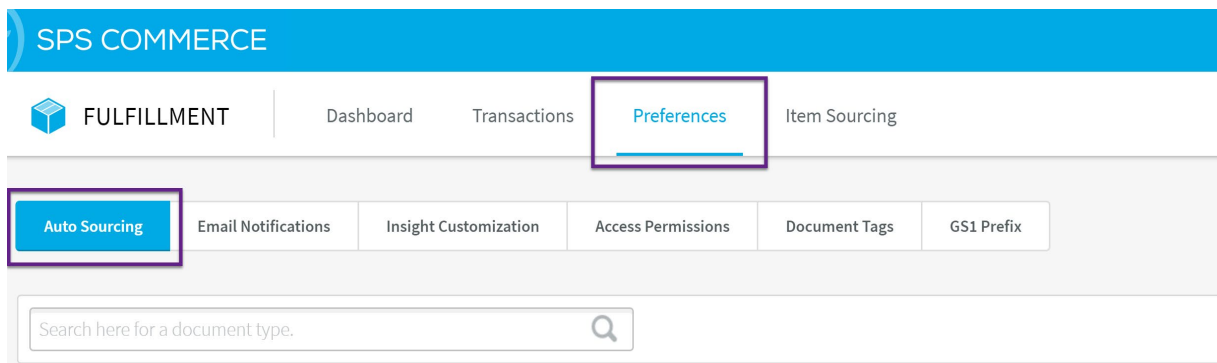 SPS COMMERCE
FULFILLMENT Dashboard Transactions Preferences Item Sourcing
Auto Sourcing Email Notifications Insight Customization Access Permissions Document Tags GS1 Prefix
Search here for a document type.